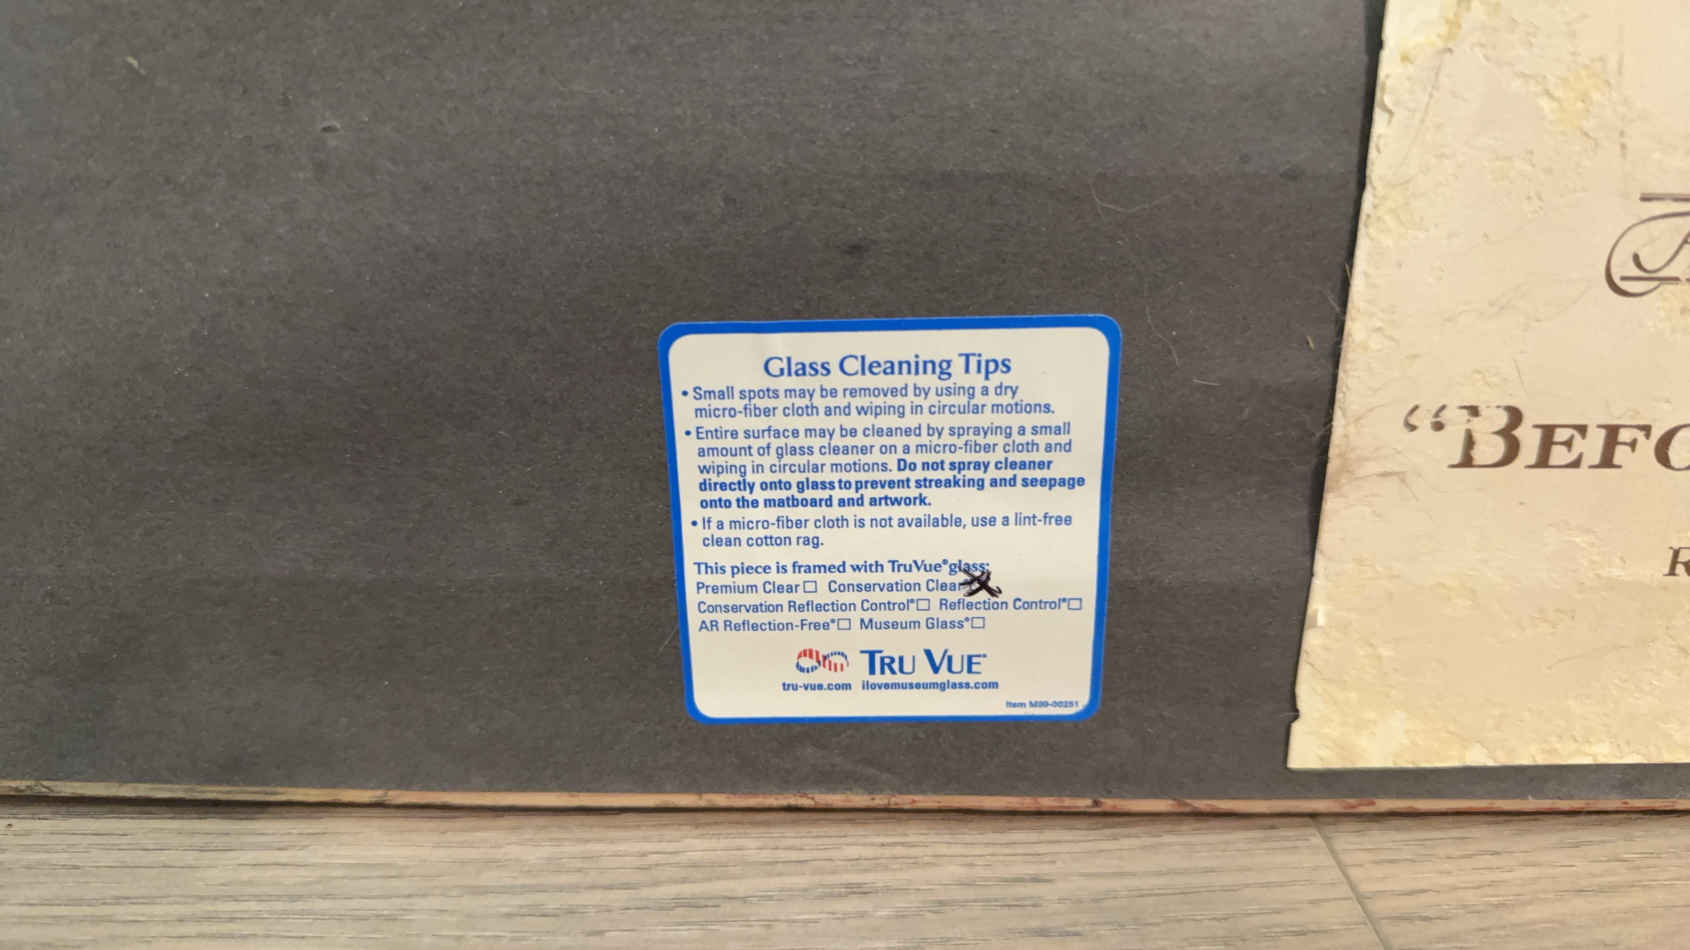 Glass Cleaning Tips
• Small spots may be removed by using a dry
micro-fiber cloth and wiping in circular motions.
• Entire surface may be cleaned by spraying a small
amount of glass cleaner on a micro-fiber cloth and
wiping in circular motions. Do not spray cleaner
directly onto glass to prevent streaking and seepage
onto the matboard and artwork.
• If a micro-fiber cloth is not available, use a lint-free
clean cotton rag.
This piece is framed with TruVue® glass:
Premium Clear ☐ Conservation Clear
Conservation Reflection Control® ☐ Reflection Control® ☐
AR Reflection-Free® ☐ Museum Glass® ☐
TRU VUE®
tru-vue.com ilovemuseumglass.com
Item M99-00251
"BEFO
R